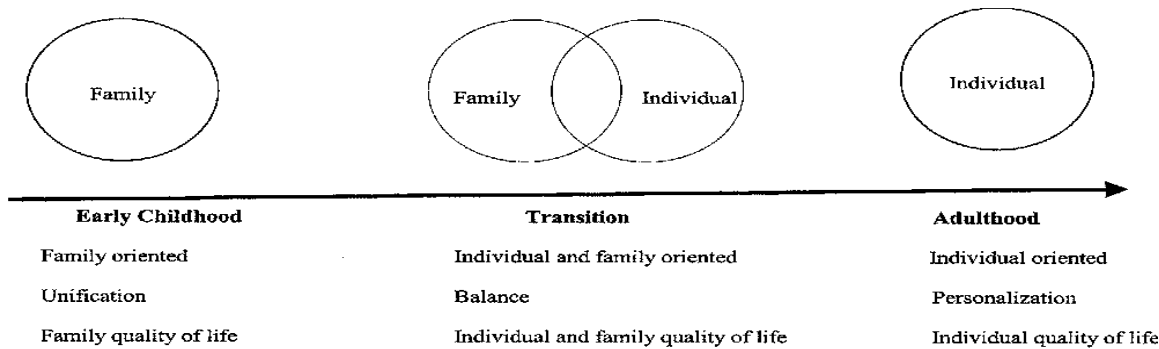 Family
Family
Individual
Individual
Early Childhood
Family oriented
Unification
Family quality of life
Transition
Individual and family oriented
Balance
Individual and family quality of life
Adulthood
Individual oriented
Personalization
Individual quality of life